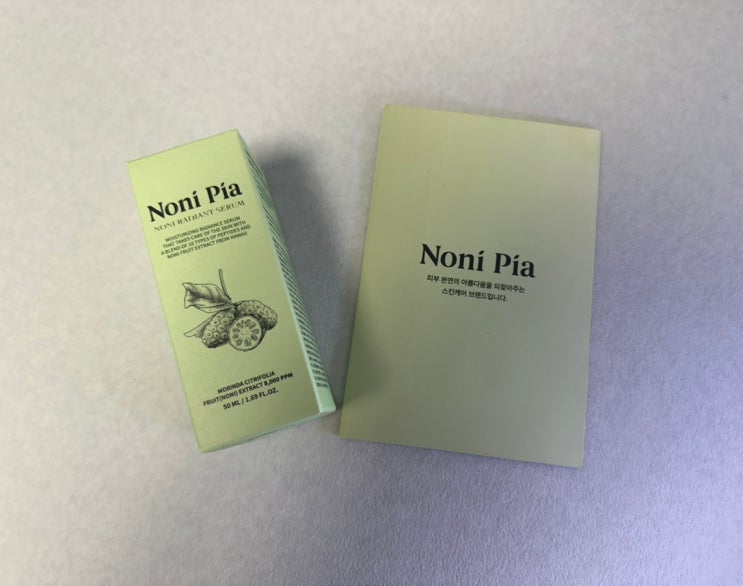 Noni Pia
NONI RADIANT SERUM
MOISTURIZING RADIANCE SERUM
THAT TAKES CARE OF THE SKIN WITH
A BLEND OF 10 TYPES OF PEPTIDES AND
NONI FRUIT EXTRACT FROM HAWAII
MORINDA CITRIFOLIA
FRUIT(NONI) EXTRACT 8,000 PPM
50 ML / 1.69 FL.OZ.
Noni Pia
피부 본연의 아름다움을 되찾아주는
스킨케어 브랜드입니다.